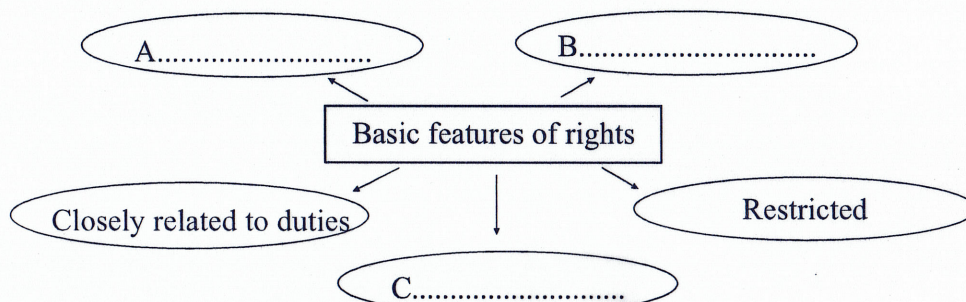 A...........................
B..............................
Basic features of rights
Closely related to duties
Restricted
C...........................